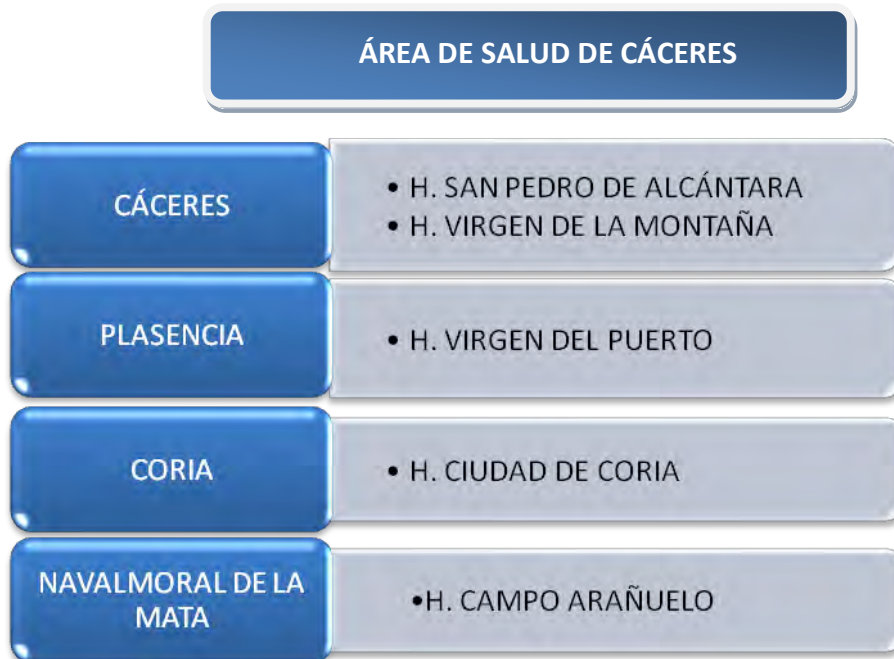 ÁREA DE SALUD DE CÁCERES
CÁCERES
• H. SAN PEDRO DE ALCÁNTARA
• H. VIRGEN DE LA MONTAÑA
PLASENCIA
• H. VIRGEN DEL PUERTO
CORIA
• H. CIUDAD DE CORIA
NAVALMORAL DE LA
MATA
•H. CAMPO ARAÑUELO